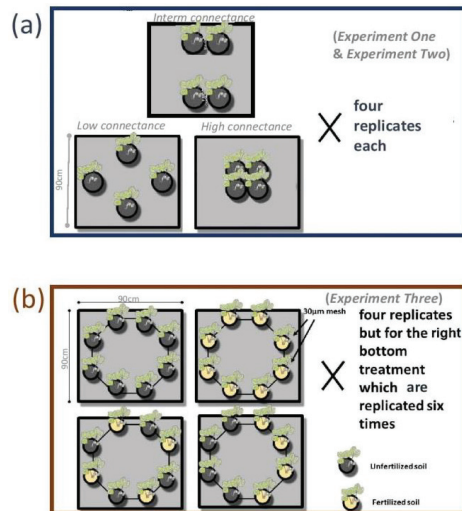 (a)
Interm connectance
(Experiment One
& Experiment Two)
Low connectance
High connectance
90cm
four
replicates
each
(b)
(Experiment Three)
90cm
90cm
30µm mesh
four replicates
but for the right
bottom
treatment
which are
replicated six
times
Unfertilized soil
Fertilized soil